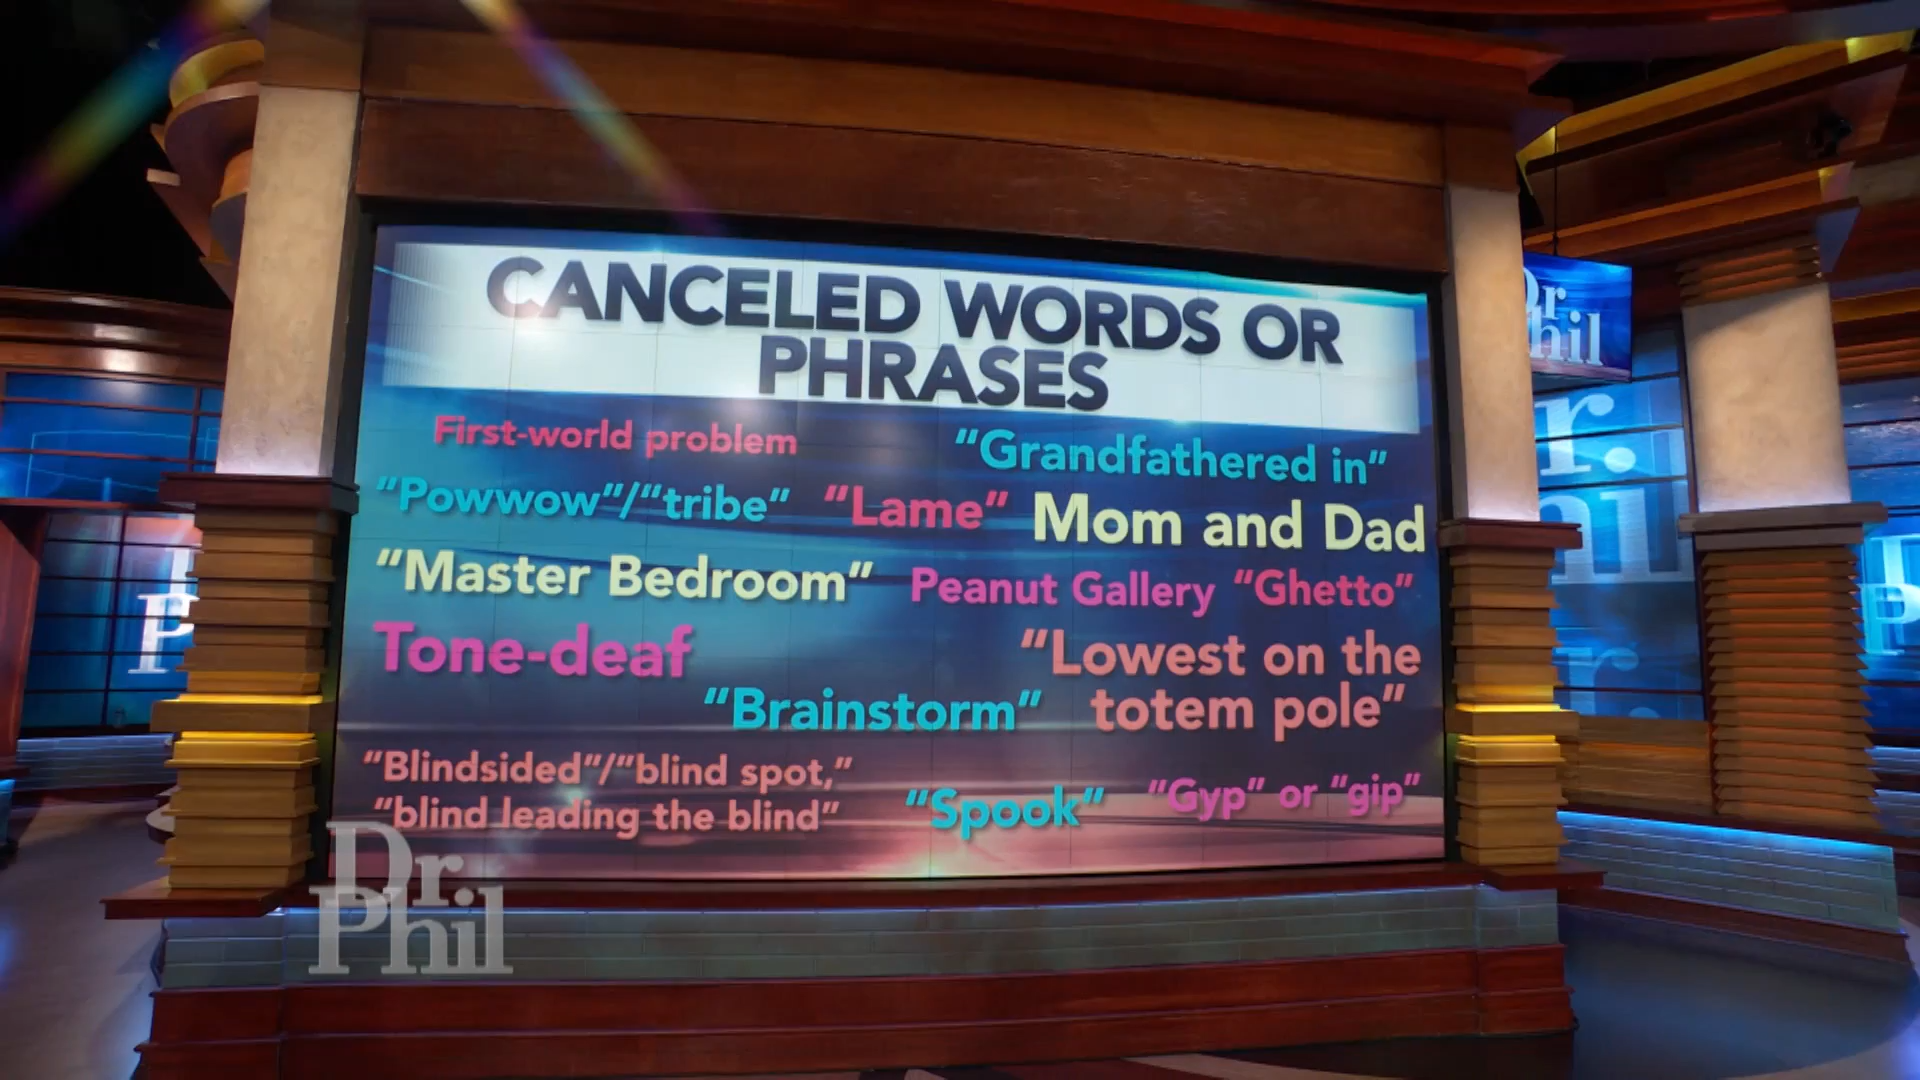 CANCELED WORDS OR
PHRASES
First-world problem
“Grandfathered in”
“Powwow”/“tribe”
“Lame”
Mom and Dad
“Master Bedroom”
Peanut Gallery
“Ghetto”
Tone-deaf
“Lowest on the
totem pole”
“Brainstorm”
“Blindsided”/“blind spot,”
“blind leading the blind”
“Spook”
“Gyp” or “gip”
Dr.
Phil
Dr.
Phil